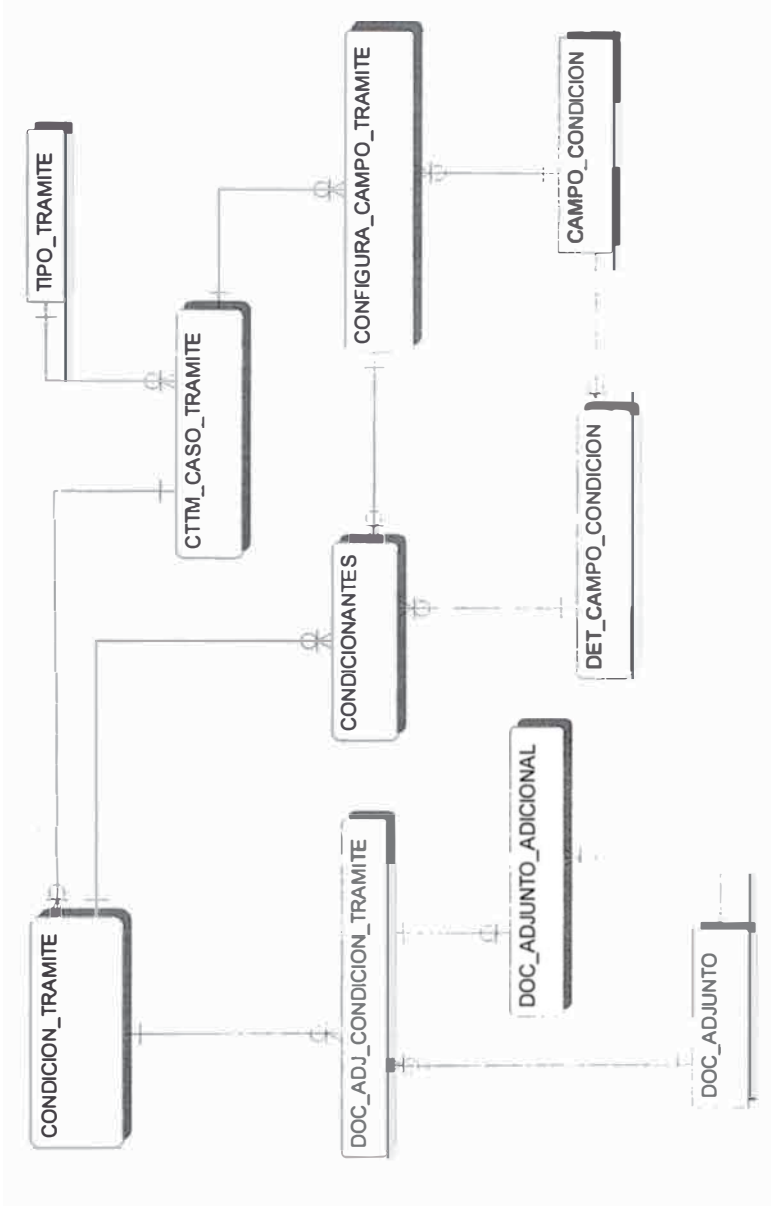 TIPO_TRAMITE
CTTM_CASO_TRAMITE
CONFIGURA_CAMPO_TRAMITE
CAMPO_CONDICION
CONDICIONANTES
DET_CAMPO_CONDICION
CONDICION_TRAMITE
DOC_ADJ_CONDICION_TRAMITE
DOC_ADJUNTO_ADICIONAL
DOC_ADJUNTO